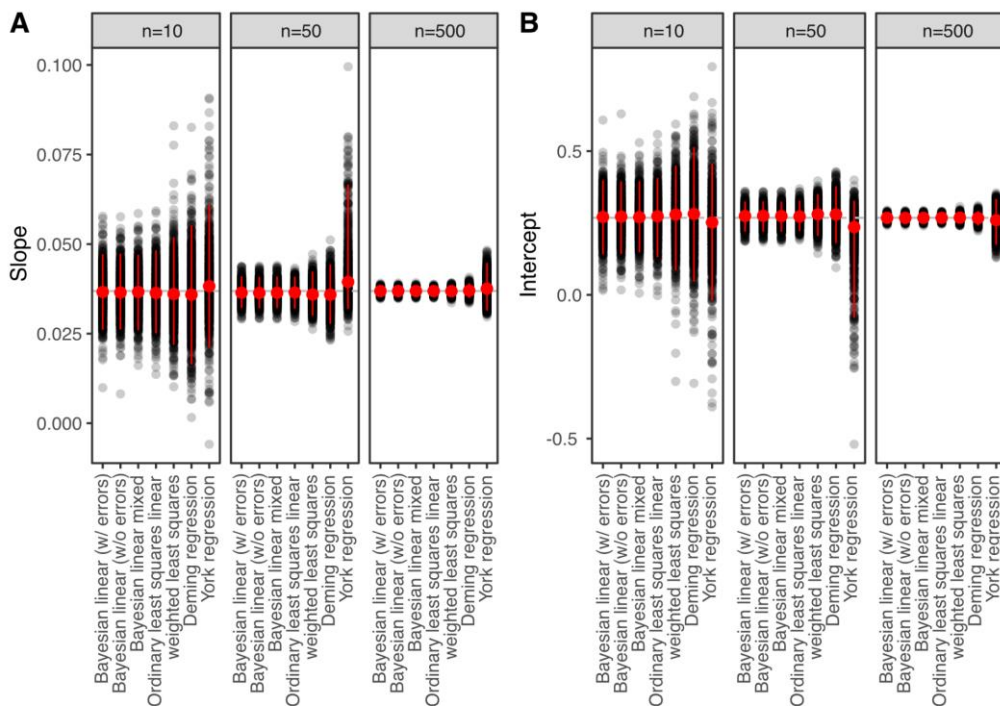 A
B
n=10
n=50
n=500
n=10
n=50
n=500
Slope
0.100
0.075
0.050
0.025
0.000
Intercept
0.5
0.0
-0.5
Bayesian linear (w/ errors)
Bayesian linear (w/o errors)
Bayesian linear mixed
Ordinary least squares linear
weighted least squares
Deming regression
York regression
Bayesian linear (w/ errors)
Bayesian linear (w/o errors)
Bayesian linear mixed
Ordinary least squares linear
weighted least squares
Deming regression
York regression
Bayesian linear (w/ errors)
Bayesian linear (w/o errors)
Bayesian linear mixed
Ordinary least squares linear
weighted least squares
Deming regression
York regression
Bayesian linear (w/ errors)
Bayesian linear (w/o errors)
Bayesian linear mixed
Ordinary least squares linear
weighted least squares
Deming regression
York regression
Bayesian linear (w/ errors)
Bayesian linear (w/o errors)
Bayesian linear mixed
Ordinary least squares linear
weighted least squares
Deming regression
York regression
Bayesian linear (w/ errors)
Bayesian linear (w/o errors)
Bayesian linear mixed
Ordinary least squares linear
weighted least squares
Deming regression
York regression